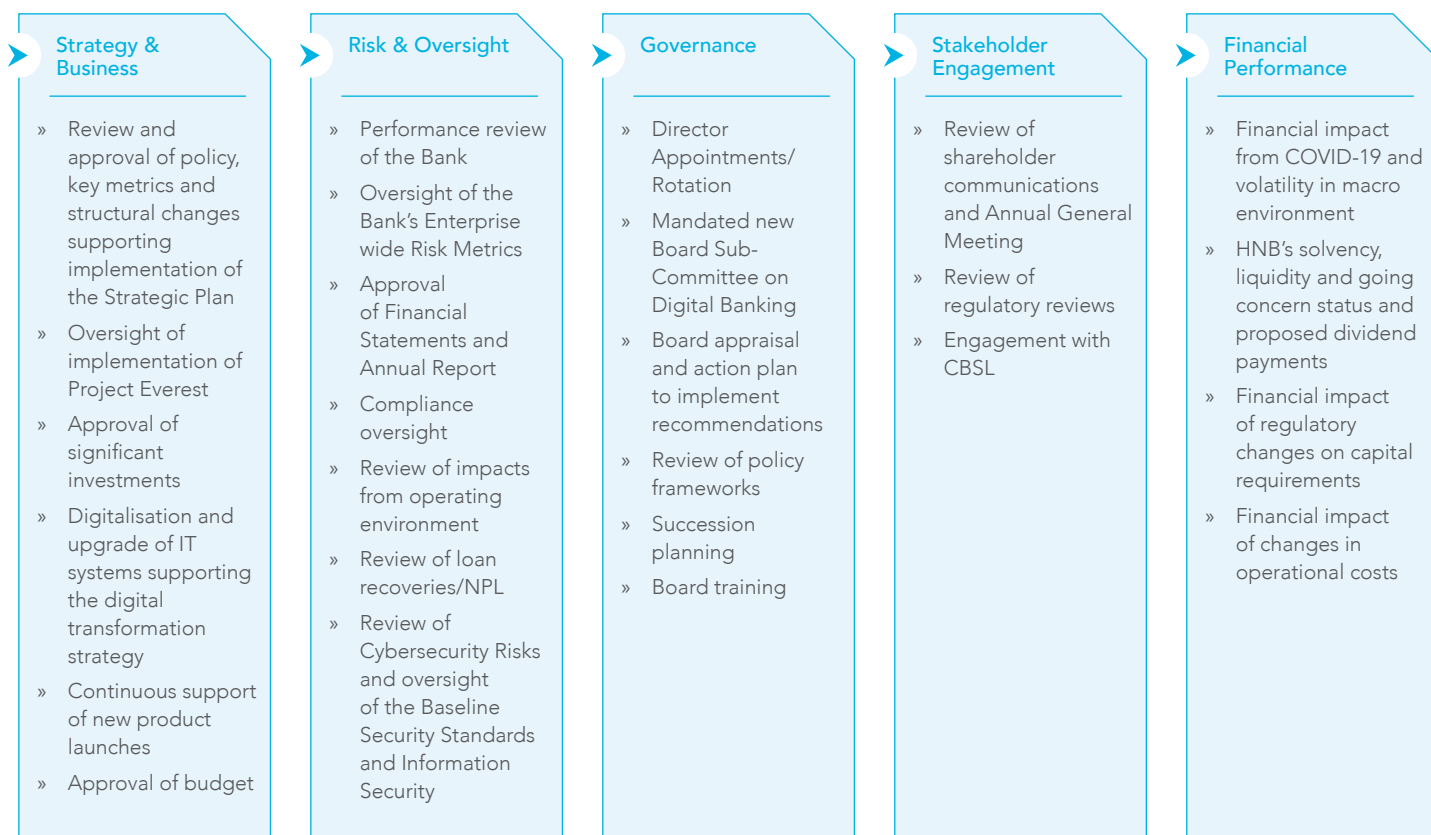 Strategy &
Business
» Review and
approval of policy,
key metrics and
structural changes
supporting
implementation of
the Strategic Plan
» Oversight of
implementation of
Project Everest
» Approval of
significant
investments
» Digitalisation and
upgrade of IT
systems supporting
the digital
transformation
strategy
» Continuous support
of new product
launches
» Approval of budget
Risk & Oversight
» Performance review
of the Bank
» Oversight of the
Bank's Enterprise
wide Risk Metrics
» Approval
of Financial
Statements and
Annual Report
» Compliance
oversight
» Review of impacts
from operating
environment
» Review of loan
recoveries/NPL
» Review of
Cybersecurity Risks
and oversight
of the Baseline
Security Standards
and Information
Security
Governance
» Director
Appointments/
Rotation
» Mandated new
Board Sub-
Committee on
Digital Banking
» Board appraisal
and action plan
to implement
recommendations
» Review of policy
frameworks
» Succession
planning
» Board training
Stakeholder
Engagement
» Review of
shareholder
communications
and Annual General
Meeting
» Review of
regulatory reviews
» Engagement with
CBSL
Financial
Performance
» Financial impact
from COVID-19 and
volatility in macro
environment
» HNB's solvency,
liquidity and going
concern status and
proposed dividend
payments
» Financial impact
of regulatory
changes on capital
requirements
» Financial impact
of changes in
operational costs